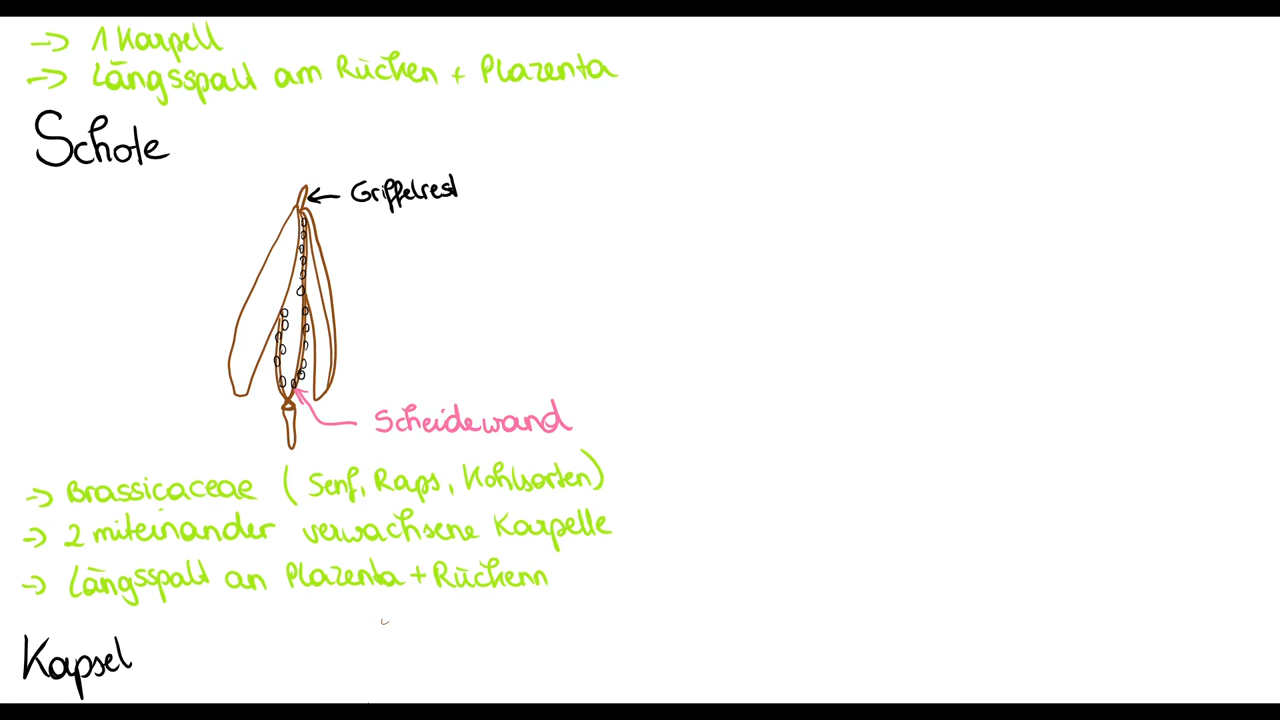 -> 1 Karpell
-> Längsspalt am Rücken + Plazenta
Schote
← Griffelrest
Scheidewand
-> Brassicaceae (Senf, Raps, Kohlsorten)
-> 2 miteinander verwachsene Karpelle
-> Längsspalt an Plazenta + Rückenn
Kapsel